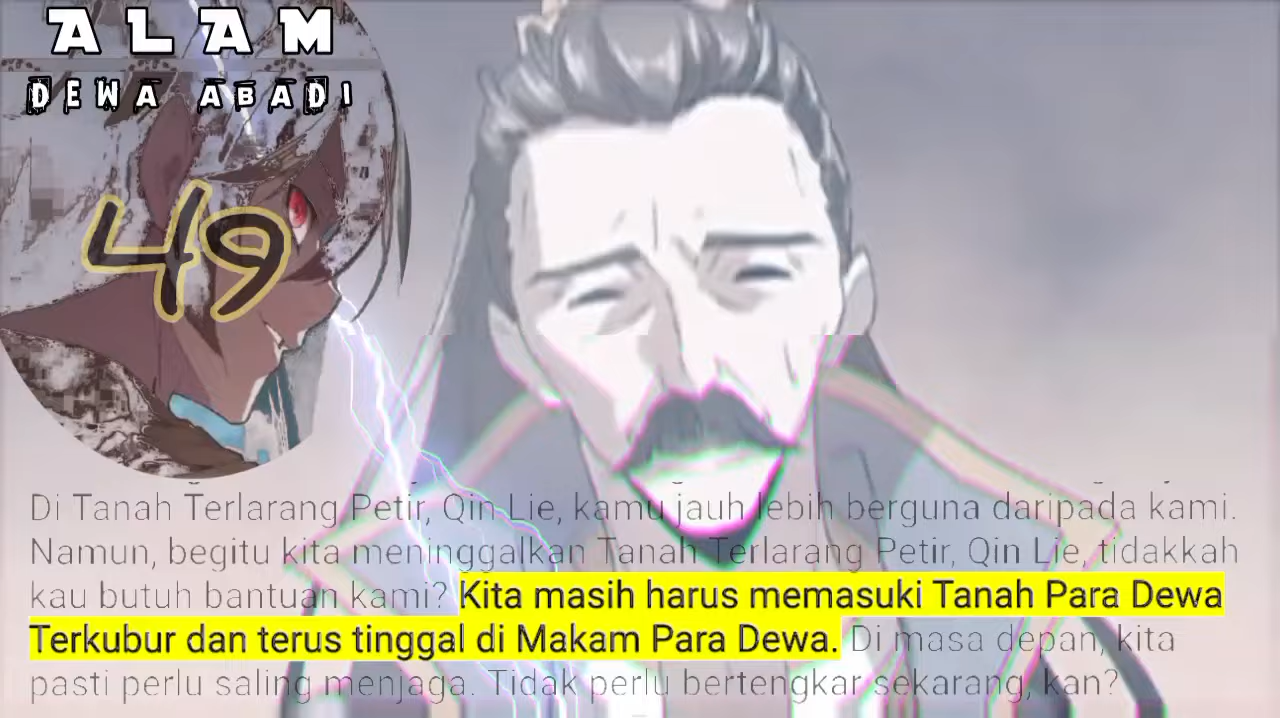 ALAM
DEWA ABADI
49
Di Tanah Terlarang Petir, Qin Lie, kamu jauh lebih berguna daripada kami.
Namun, begitu kita meninggalkan Tanah Terlarang Petir, Qin Lie, tidakkah
kau butuh bantuan kami? Kita masih harus memasuki Tanah Para Dewa
Terkubur dan terus tinggal di Makam Para Dewa. Di masa depan, kita
pasti perlu saling menjaga. Tidak perlu bertengkar sekarang, kan?